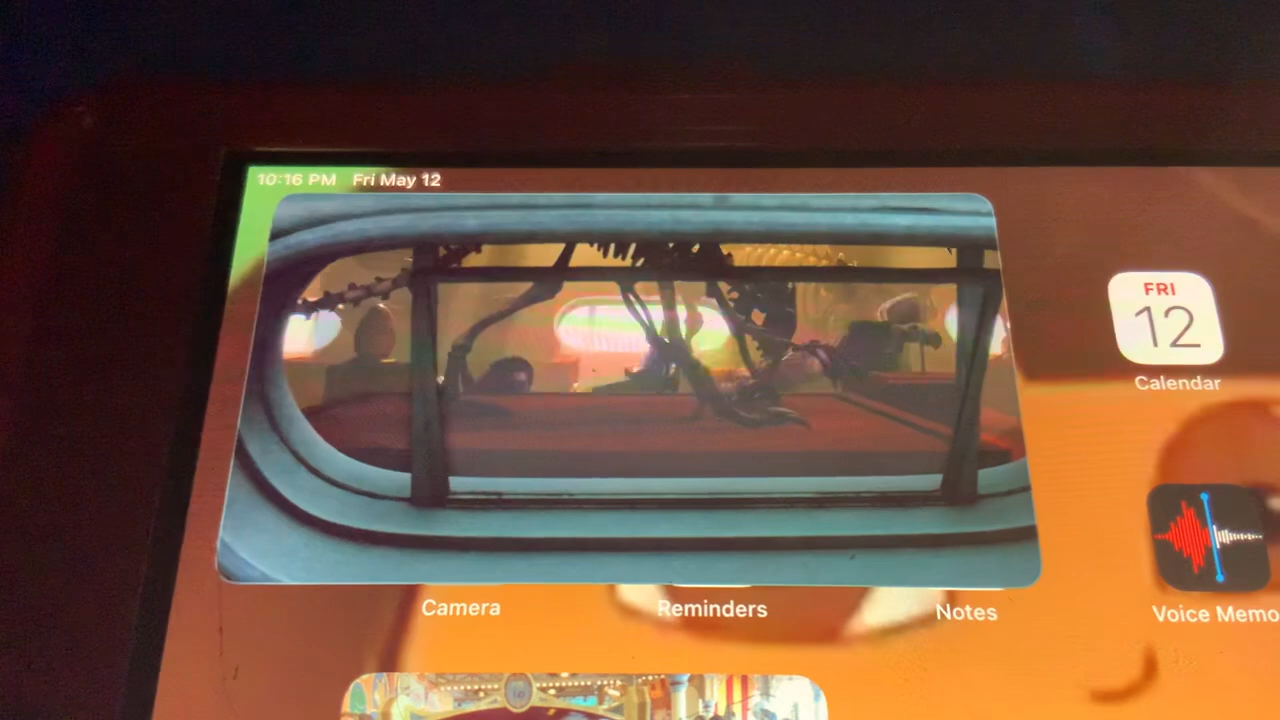 10:16 PM Fri May 12
FRI
12
Calendar
Camera
Reminders
Notes
Voice Memo